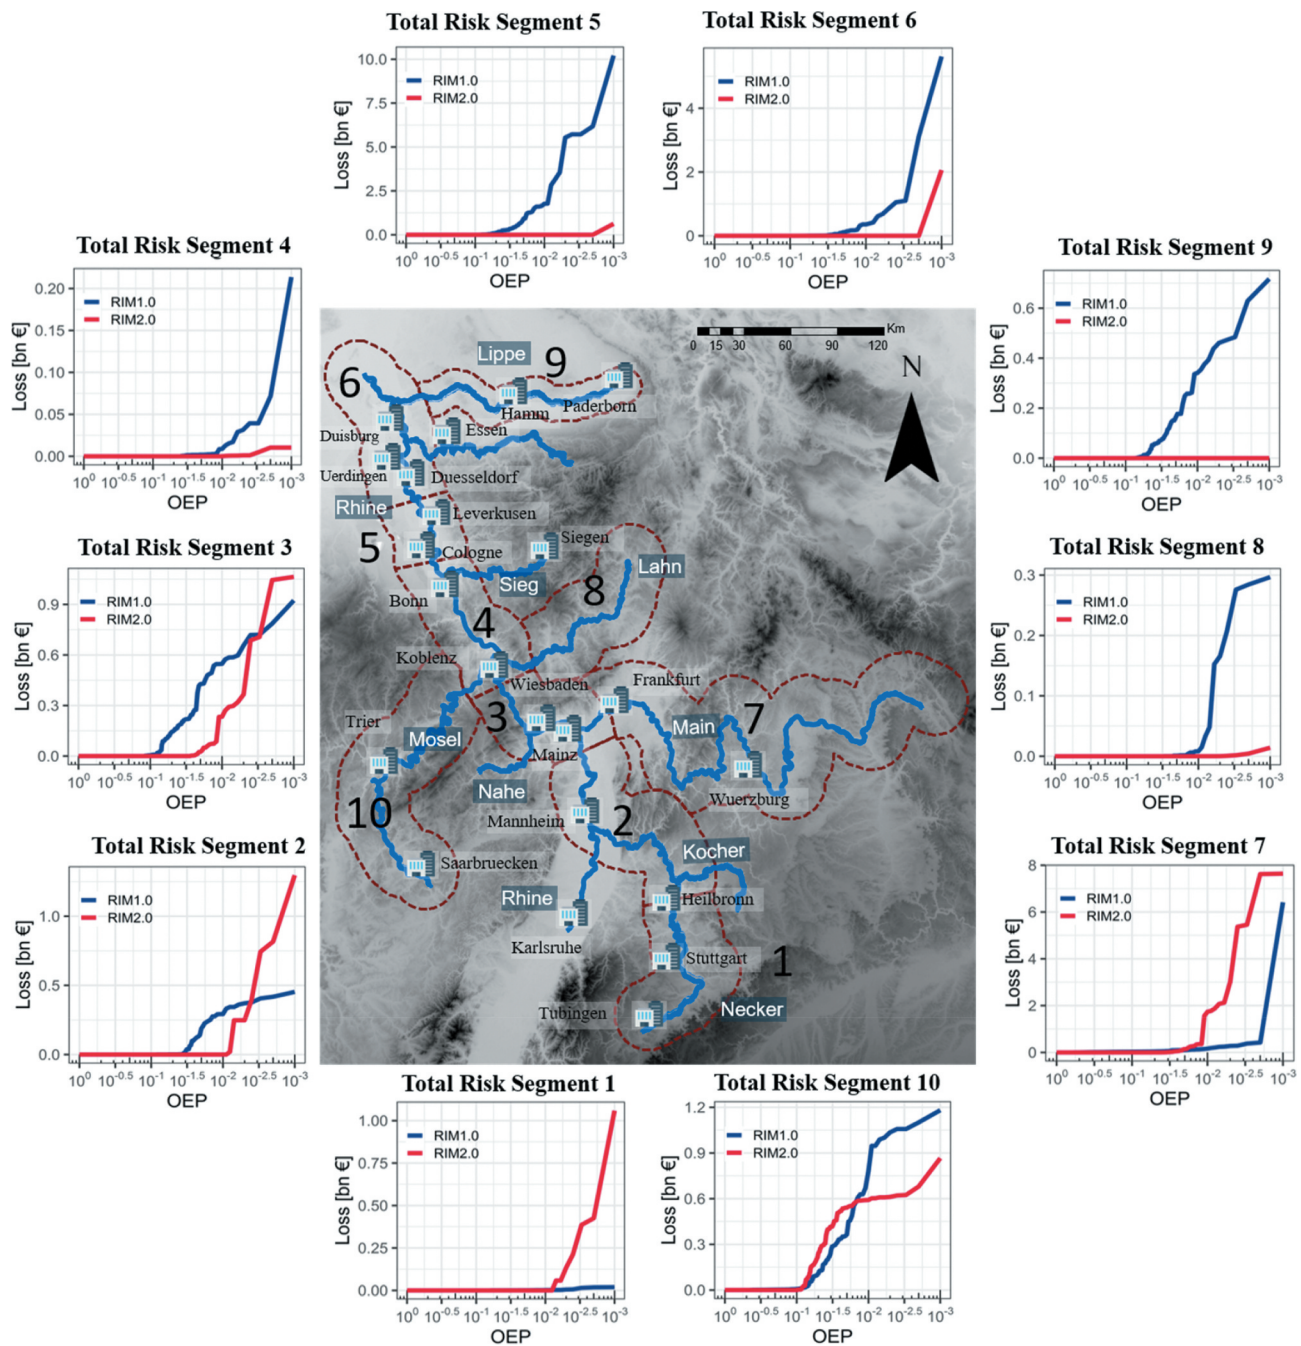 Total Risk Segment 5
10.0
7.5
5.0
2.5
0.0
Loss [bn €]
RIM1.0
RIM2.0
10⁰ 10⁻⁰·⁵ 10⁻¹ 10⁻¹·⁵ 10⁻² 10⁻²·⁵ 10⁻³
OEP
Total Risk Segment 6
4
2
0
Loss [bn €]
RIM1.0
RIM2.0
10⁰ 10⁻⁰·⁵ 10⁻¹ 10⁻¹·⁵ 10⁻² 10⁻²·⁵ 10⁻³
OEP
Total Risk Segment 4
0.20
0.15
0.10
0.05
0.00
Loss [bn €]
RIM1.0
RIM2.0
10⁰ 10⁻⁰·⁵ 10⁻¹ 10⁻¹·⁵ 10⁻² 10⁻²·⁵ 10⁻³
OEP
Total Risk Segment 9
0.6
0.4
0.2
0.0
Loss [bn €]
RIM1.0
RIM2.0
10⁰ 10⁻⁰·⁵ 10⁻¹ 10⁻¹·⁵ 10⁻² 10⁻²·⁵ 10⁻³
OEP
Km
0 15 30 60 90 120
N
Lippe
9
6
Hamm
Paderborn
Duisburg
Essen
Uerdingen
Duesseldorf
Rhine
Leverkusen
5
Cologne
Siegen
Sieg
Lahn
Bonn
8
4
Koblenz
Wiesbaden
Frankfurt
Trier
3
Main
7
Mosel
Mainz
Nahe
Wuerzburg
10
Mannheim
2
Kocher
Saarbruecken
Rhine
Heilbronn
Karlsruhe
Stuttgart
1
Tubingen
Necker
Total Risk Segment 3
0.9
0.6
0.3
0.0
Loss [bn €]
RIM1.0
RIM2.0
10⁰ 10⁻⁰·⁵ 10⁻¹ 10⁻¹·⁵ 10⁻² 10⁻²·⁵ 10⁻³
OEP
Total Risk Segment 8
0.3
0.2
0.1
0.0
Loss [bn €]
RIM1.0
RIM2.0
10⁰ 10⁻⁰·⁵ 10⁻¹ 10⁻¹·⁵ 10⁻² 10⁻²·⁵ 10⁻³
OEP
Total Risk Segment 2
1.0
0.5
0.0
Loss [bn €]
RIM1.0
RIM2.0
10⁰ 10⁻⁰·⁵ 10⁻¹ 10⁻¹·⁵ 10⁻² 10⁻²·⁵ 10⁻³
OEP
Total Risk Segment 7
8
6
4
2
0
Loss [bn €]
RIM1.0
RIM2.0
10⁰ 10⁻⁰·⁵ 10⁻¹ 10⁻¹·⁵ 10⁻² 10⁻²·⁵ 10⁻³
OEP
Total Risk Segment 1
1.00
0.75
0.50
0.25
0.00
Loss [bn €]
RIM1.0
RIM2.0
10⁰ 10⁻⁰·⁵ 10⁻¹ 10⁻¹·⁵ 10⁻² 10⁻²·⁵ 10⁻³
OEP
Total Risk Segment 10
1.2
0.9
0.6
0.3
0.0
Loss [bn €]
RIM1.0
RIM2.0
10⁰ 10⁻⁰·⁵ 10⁻¹ 10⁻¹·⁵ 10⁻² 10⁻²·⁵ 10⁻³
OEP